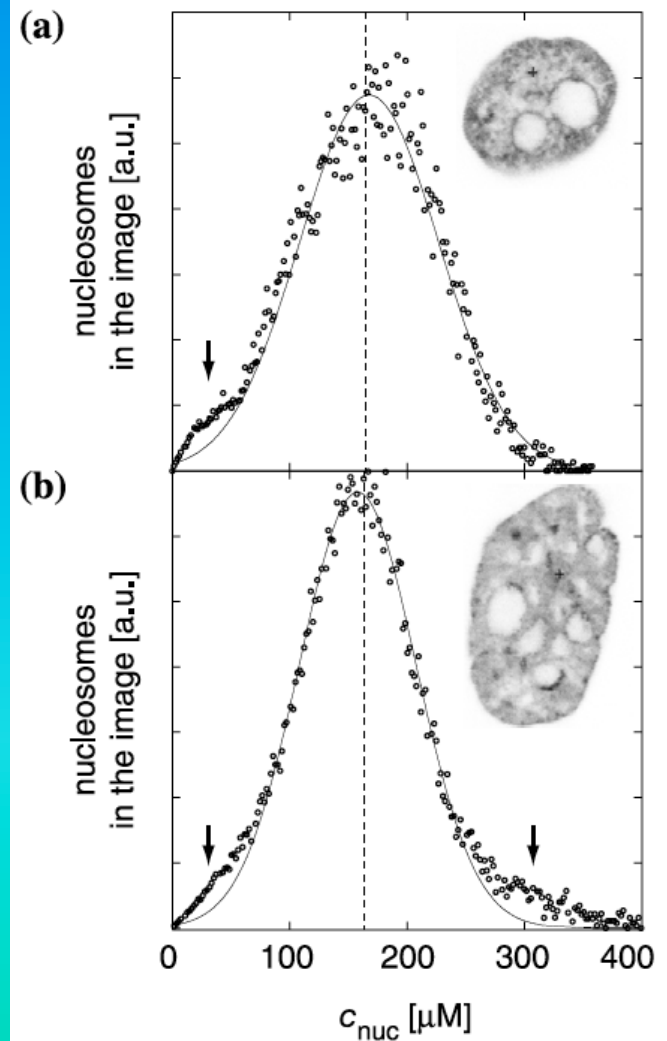 (a)
nucleosomes
in the image [a.u.]
(b)
nucleosomes
in the image [a.u.]
0 100 200 300 400
c_nuc [μM]